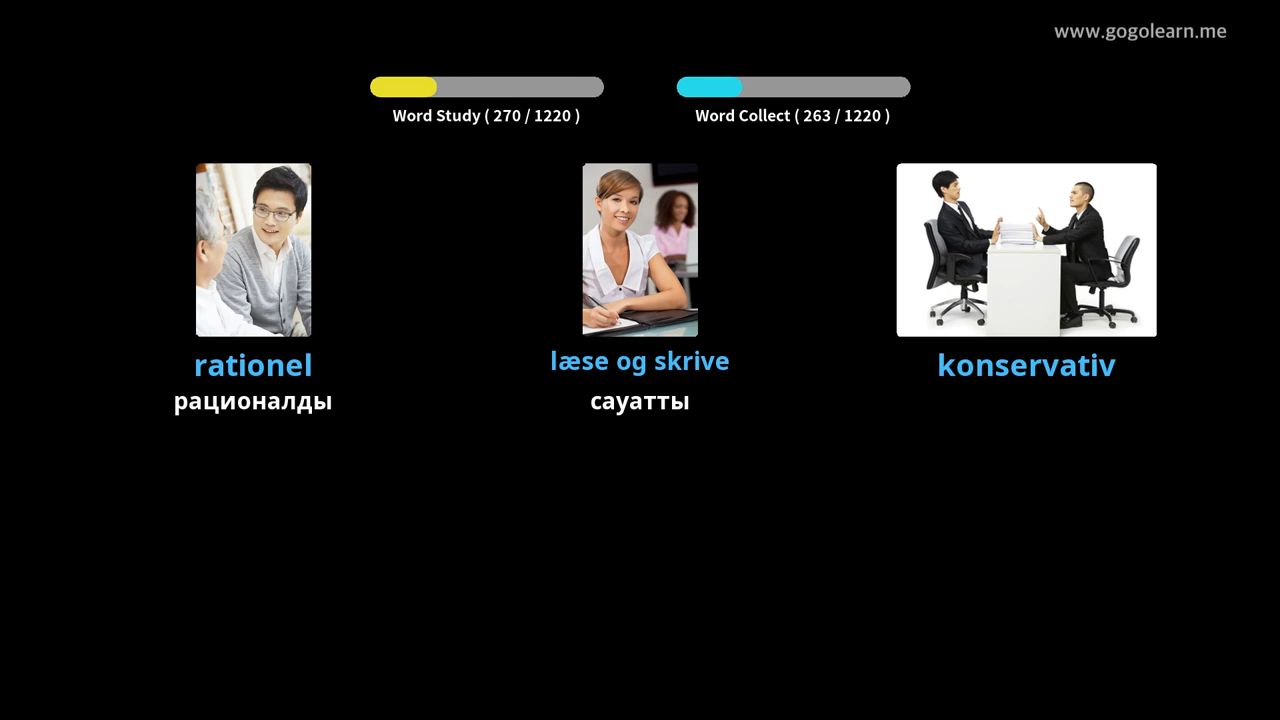 www.gogolearn.me
Word Study ( 270 / 1220 )
Word Collect ( 263 / 1220 )
rationel
læse og skrive
konservativ
рационалды
сауатты